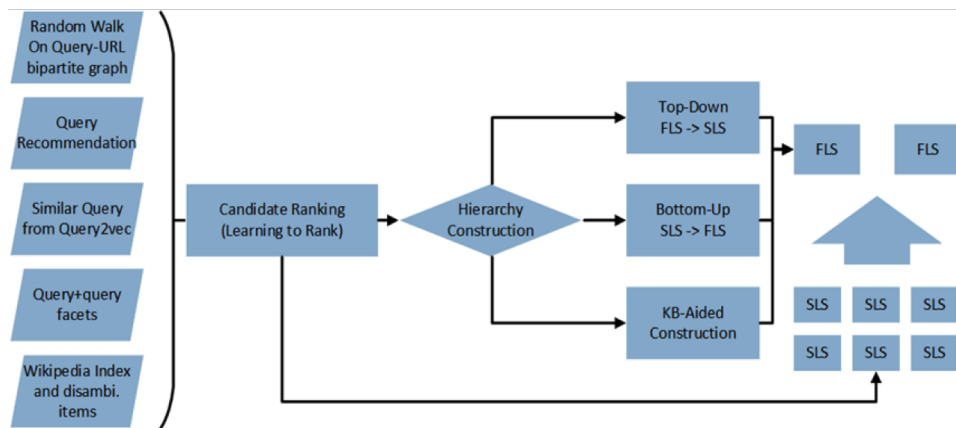 Random Walk
On Query-URL
bipartite graph
Query
Recommendation
Similar Query
from Query2vec
Query+query
facets
Wikipedia Index
and disambi.
items
Candidate Ranking
(Learning to Rank)
Hierarchy
Construction
Top-Down
FLS -> SLS
Bottom-Up
SLS -> FLS
KB-Aided
Construction
FLS FLS
SLS SLS SLS
SLS SLS SLS